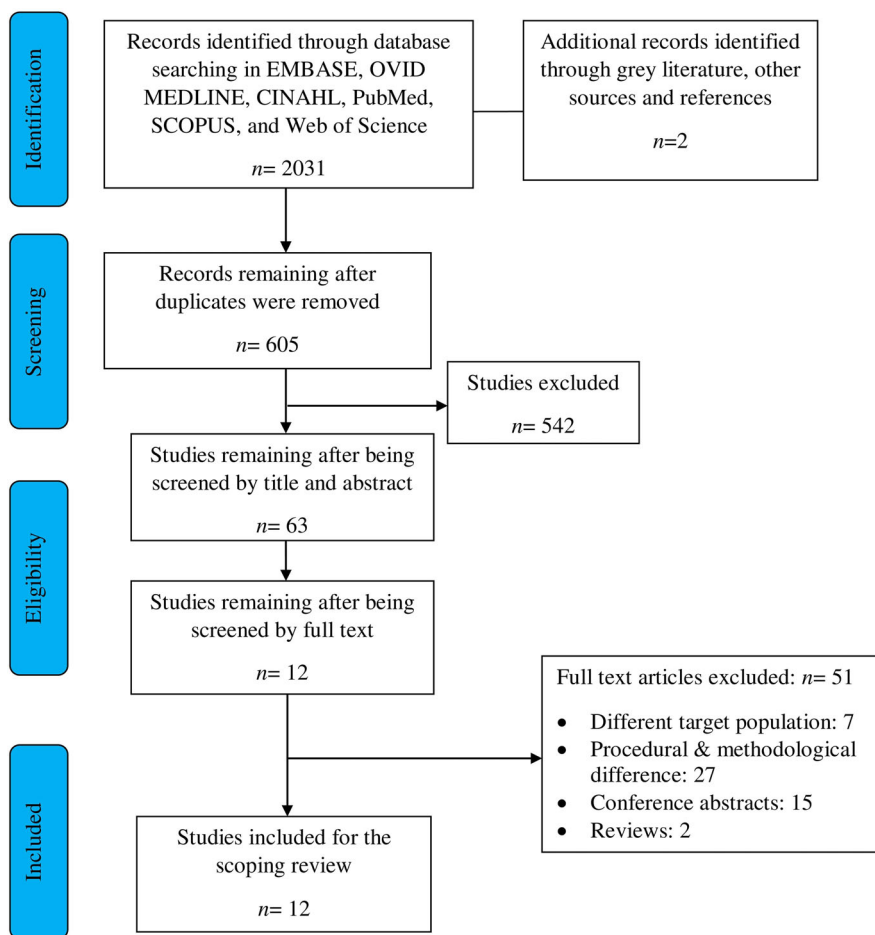 Identification
Records identified through database
searching in EMBASE, OVID
MEDLINE, CINAHL, PubMed,
SCOPUS, and Web of Science
n= 2031
Additional records identified
through grey literature, other
sources and references
n=2
Screening
Records remaining after
duplicates were removed
n= 605
Studies excluded
n= 542
Studies remaining after being
screened by title and abstract
n= 63
Eligibility
Studies remaining after being
screened by full text
n= 12
Full text articles excluded: n= 51
• Different target population: 7
• Procedural & methodological
difference: 27
• Conference abstracts: 15
• Reviews: 2
Included
Studies included for the
scoping review
n= 12